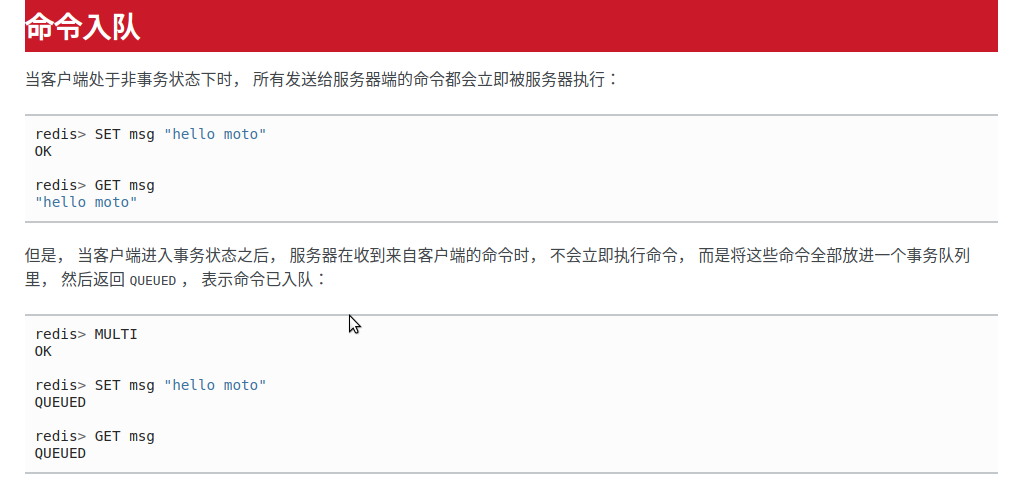 命令入队
当客户端处于非事务状态下时， 所有发送给服务器端的命令都会立即被服务器执行：
redis> SET msg "hello moto"
OK
redis> GET msg
"hello moto"
但是， 当客户端进入事务状态之后， 服务器在收到来自客户端的命令时， 不会立即执行命令， 而是将这些命令全部放进一个事务队列
里， 然后返回 QUEUED ， 表示命令已入队：
redis> MULTI
OK
redis> SET msg "hello moto"
QUEUED
redis> GET msg
QUEUED